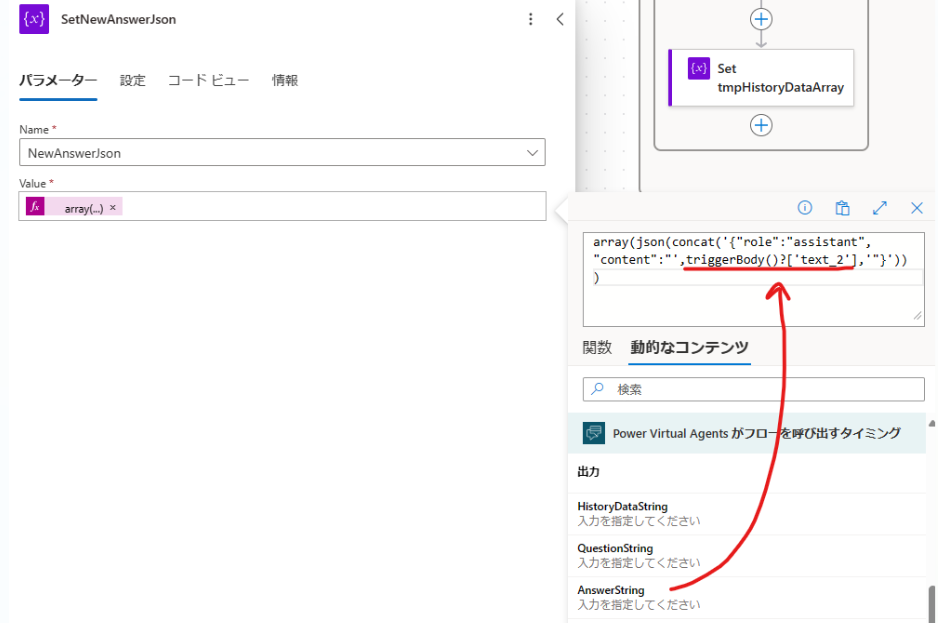 {x} SetNewAnswerJson
パラメーター 設定 コード ビュー 情報
Name *
NewAnswerJson
Value *
fx array(...) ×
{x} Set
tmpHistoryDataArray
array(json(concat('{"role":"assistant",
"content":"',triggerBody()?['text_2'],'"}'))
)
関数 動的なコンテンツ
検索
Power Virtual Agents がフローを呼び出すタイミング
出力
HistoryDataString
入力を指定してください
QuestionString
入力を指定してください
AnswerString
入力を指定してください